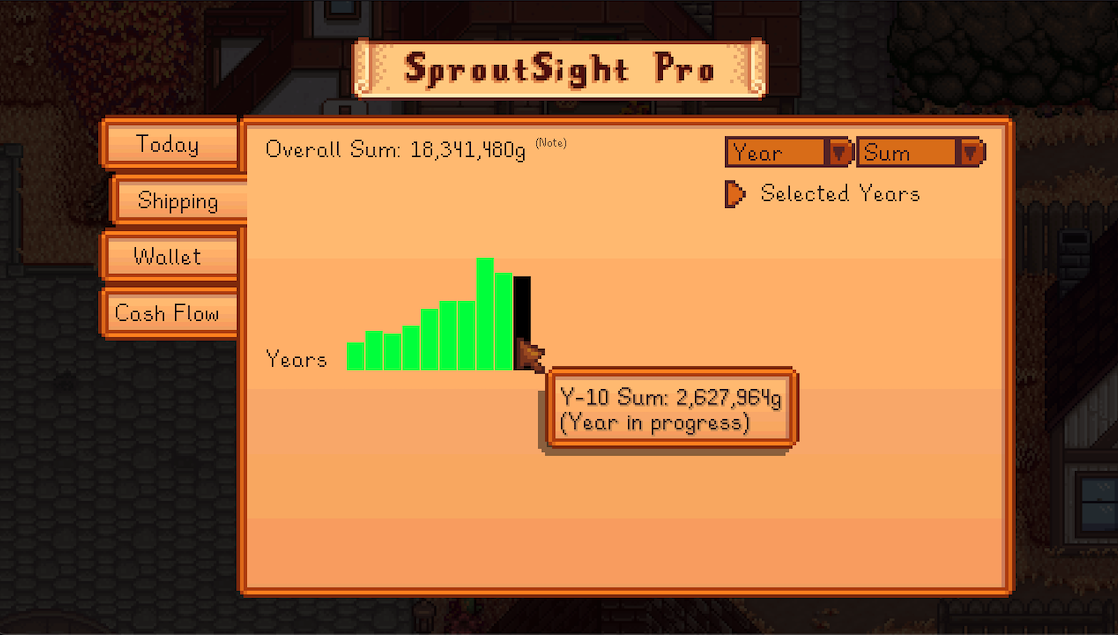 SproutSight Pro
Today
Shipping
Wallet
Cash Flow
Overall Sum: 18,341,480g (Note)
Year
Sum
Selected Years
Years
Y-10 Sum: 2,627,964g
(Year in progress)